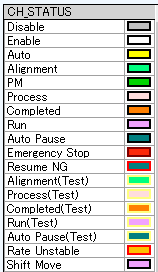 CH_STATUS
Disable
Enable
Auto
Alignment
PM
Process
Completed
Run
Auto Pause
Emergency Stop
Resume NG
Alignment(Test)
Process(Test)
Completed(Test)
Run(Test)
Auto Pause(Test)
Rate Unstable
Shift Move